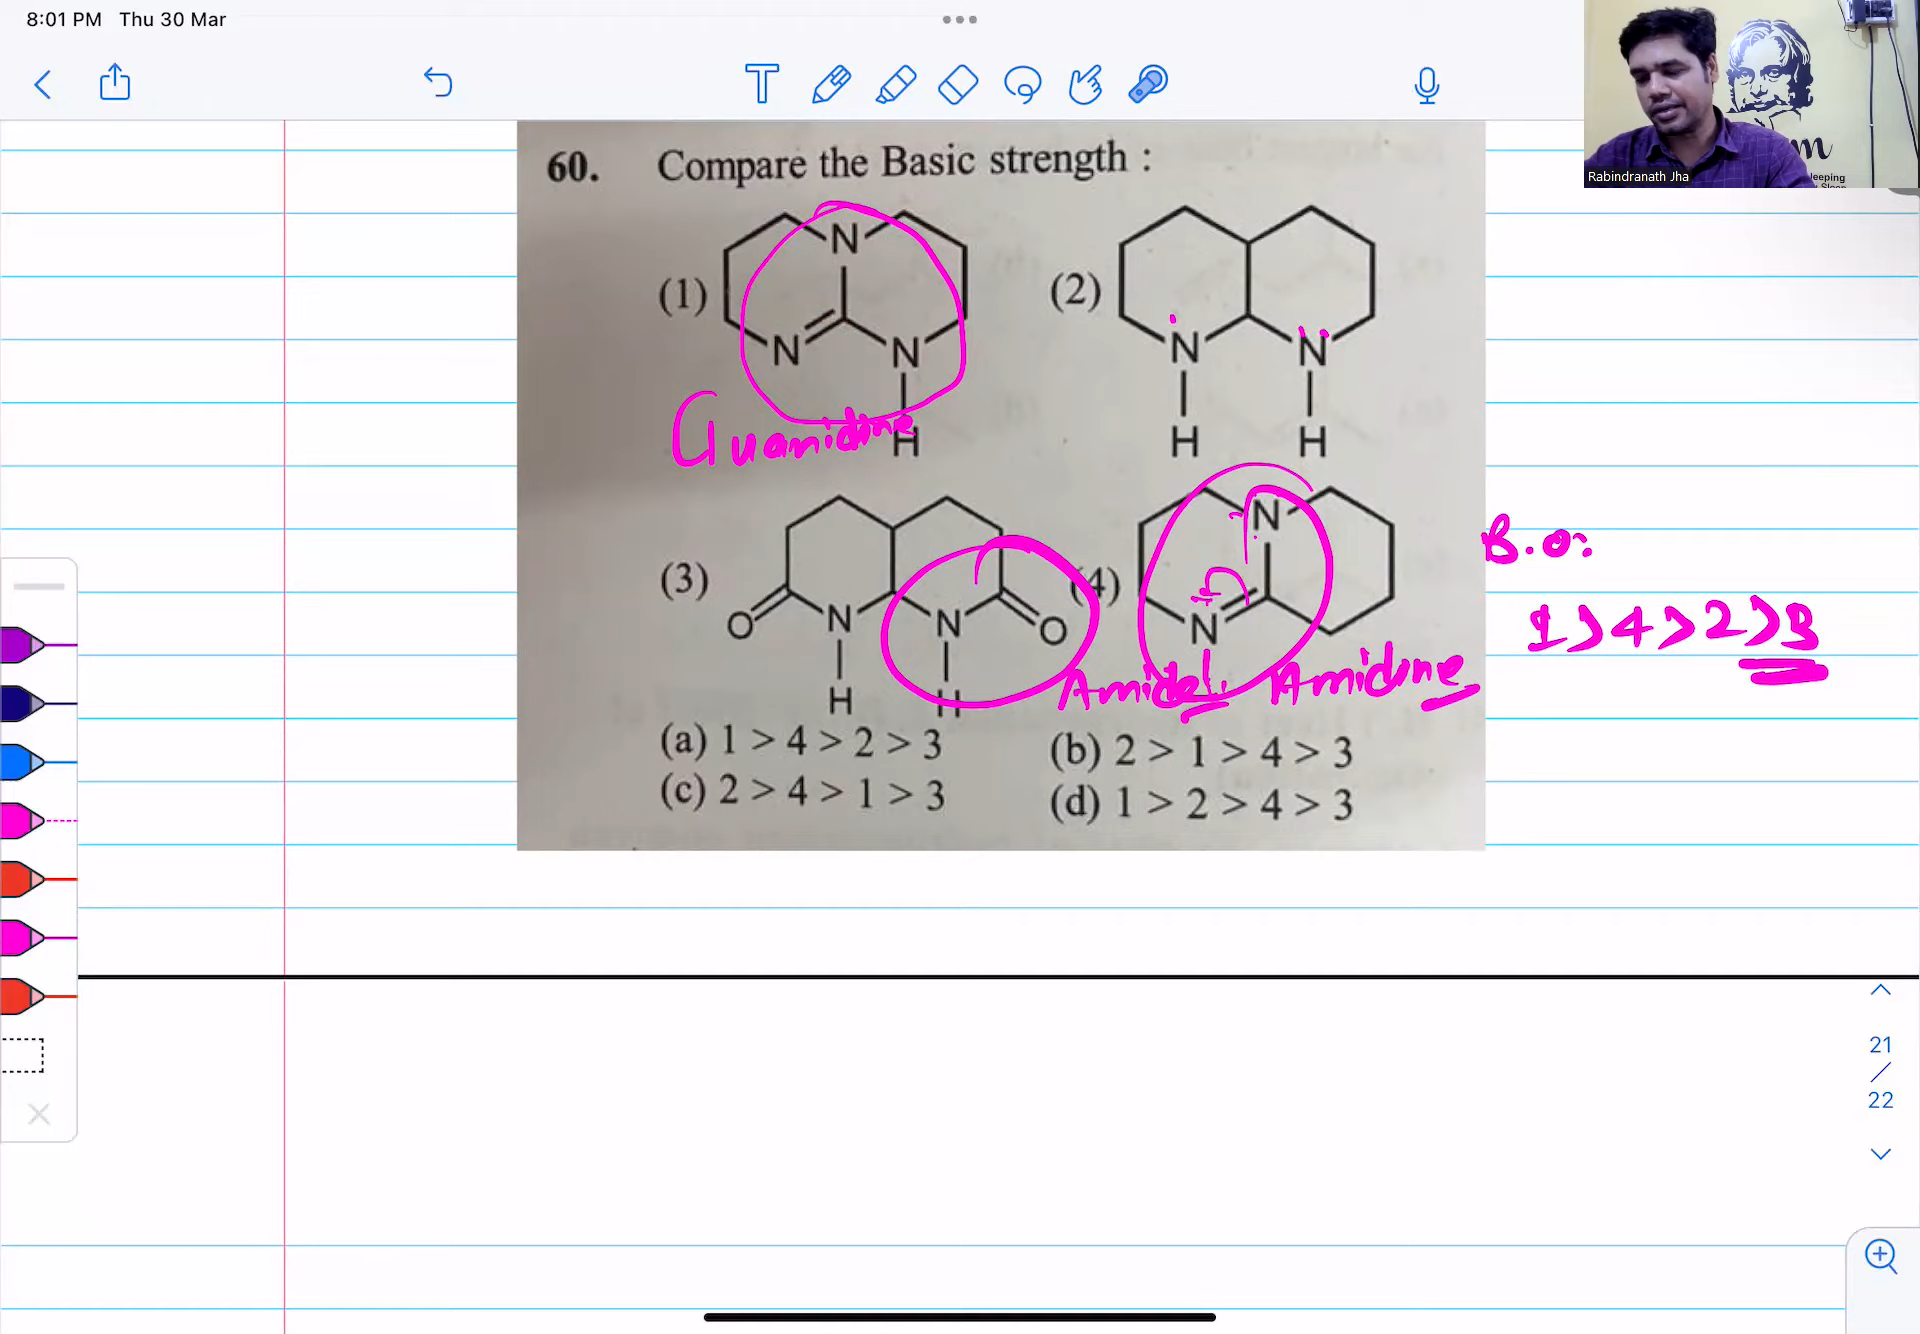 8:01 PM Thu 30 Mar
Rabindranath Jha
60. Compare the Basic strength :
(1)
N
N
N
H
Guanidine
(2)
N
N
H
H
(3)
O
N
N
O
H
H
Amide
(4)
N
N
Amidine
B.O:
1>4>2>3
(a) 1 > 4 > 2 > 3
(b) 2 > 1 > 4 > 3
(c) 2 > 4 > 1 > 3
(d) 1 > 2 > 4 > 3
21
/
22